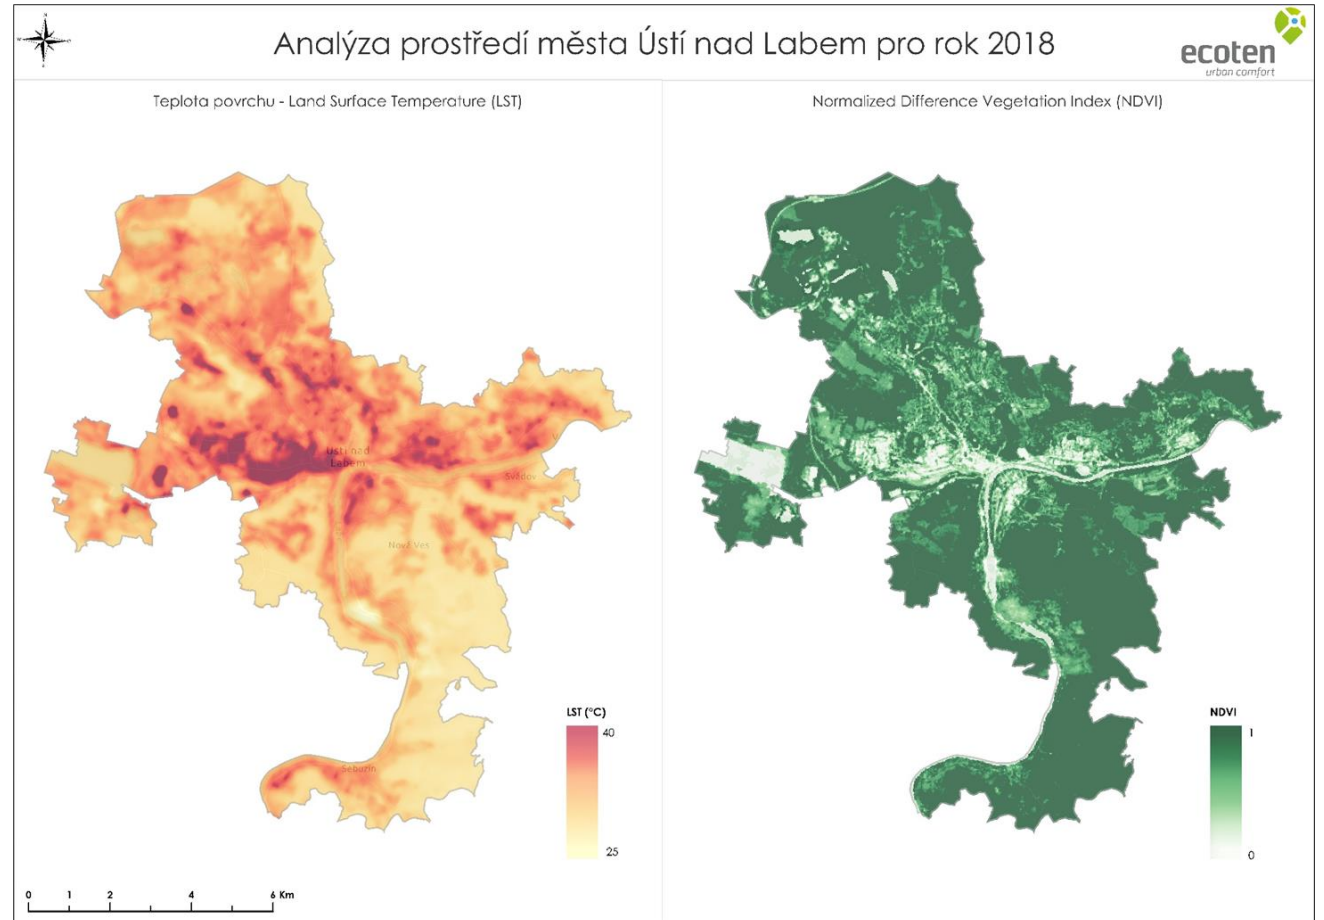 Analýza prostředí města Ústí nad Labem pro rok 2018
ecoten
urban comfort
Teplota povrchu - Land Surface Temperature (LST)
Normalized Difference Vegetation Index (NDVI)
Ústí nad
Labem
Svádov
Nová Ves
Sebuzín
LST (°C)
40
25
NDVI
1
0
0 1 2 4 6 Km